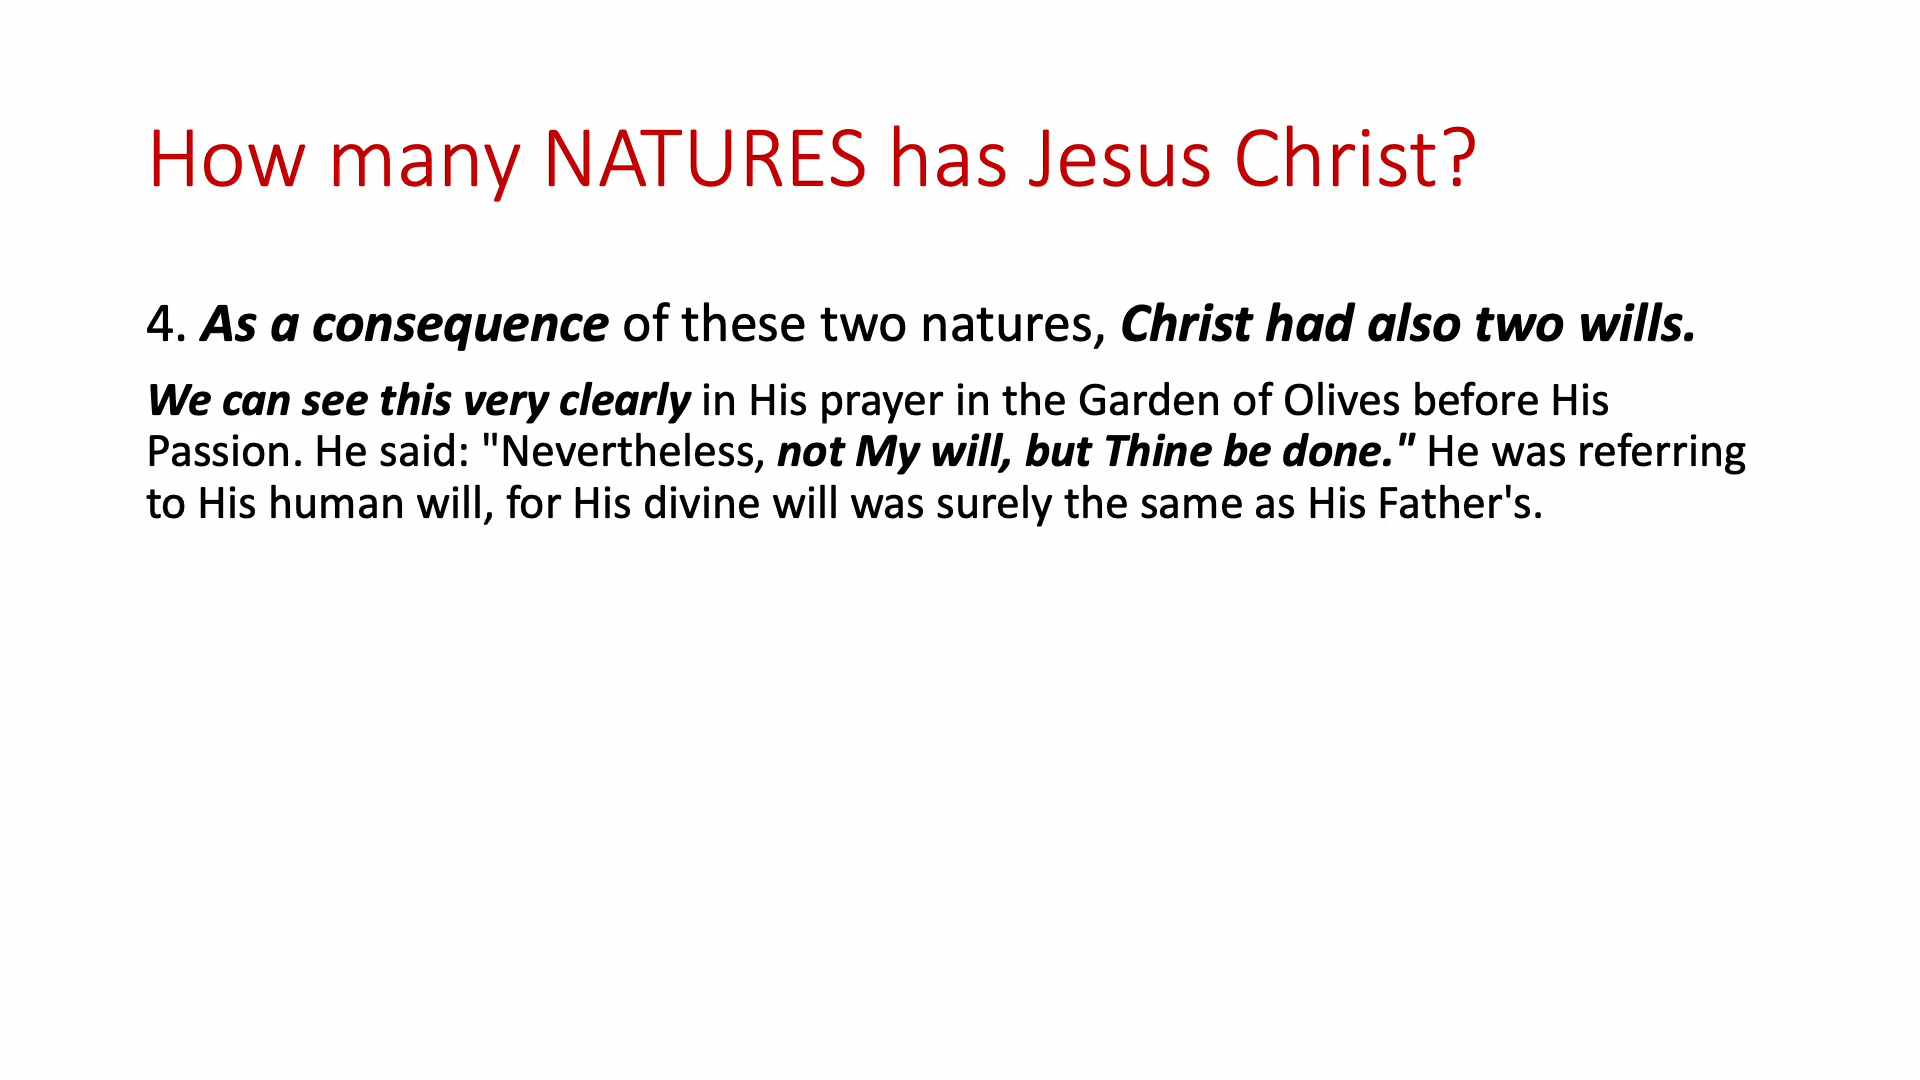 How many NATURES has Jesus Christ?
4. As a consequence of these two natures, Christ had also two wills.
We can see this very clearly in His prayer in the Garden of Olives before His
Passion. He said: "Nevertheless, not My will, but Thine be done." He was referring
to His human will, for His divine will was surely the same as His Father's.